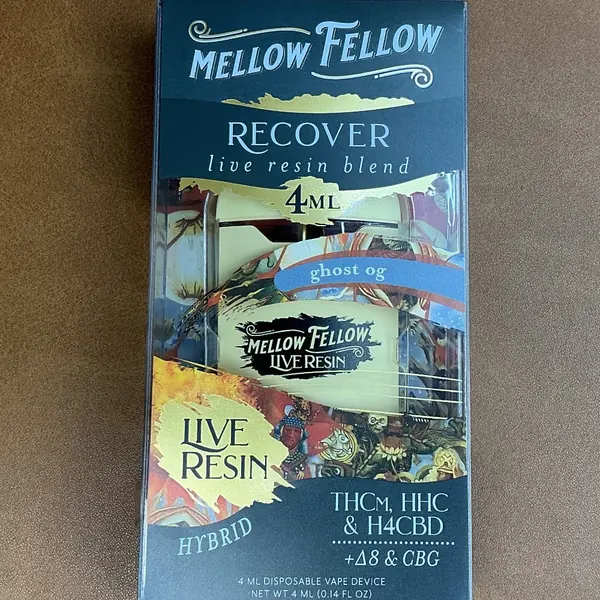 MELLOW FELLOW
RECOVER
live resin blend
4ML
ghost og
MELLOW FELLOW
LIVE RESIN
LIVE
RESIN
HYBRID
THCM, HHC
& H4CBD
+Δ8 & CBG
4 ML DISPOSABLE VAPE DEVICE
NET WT 4 ML (0.14 FL OZ)